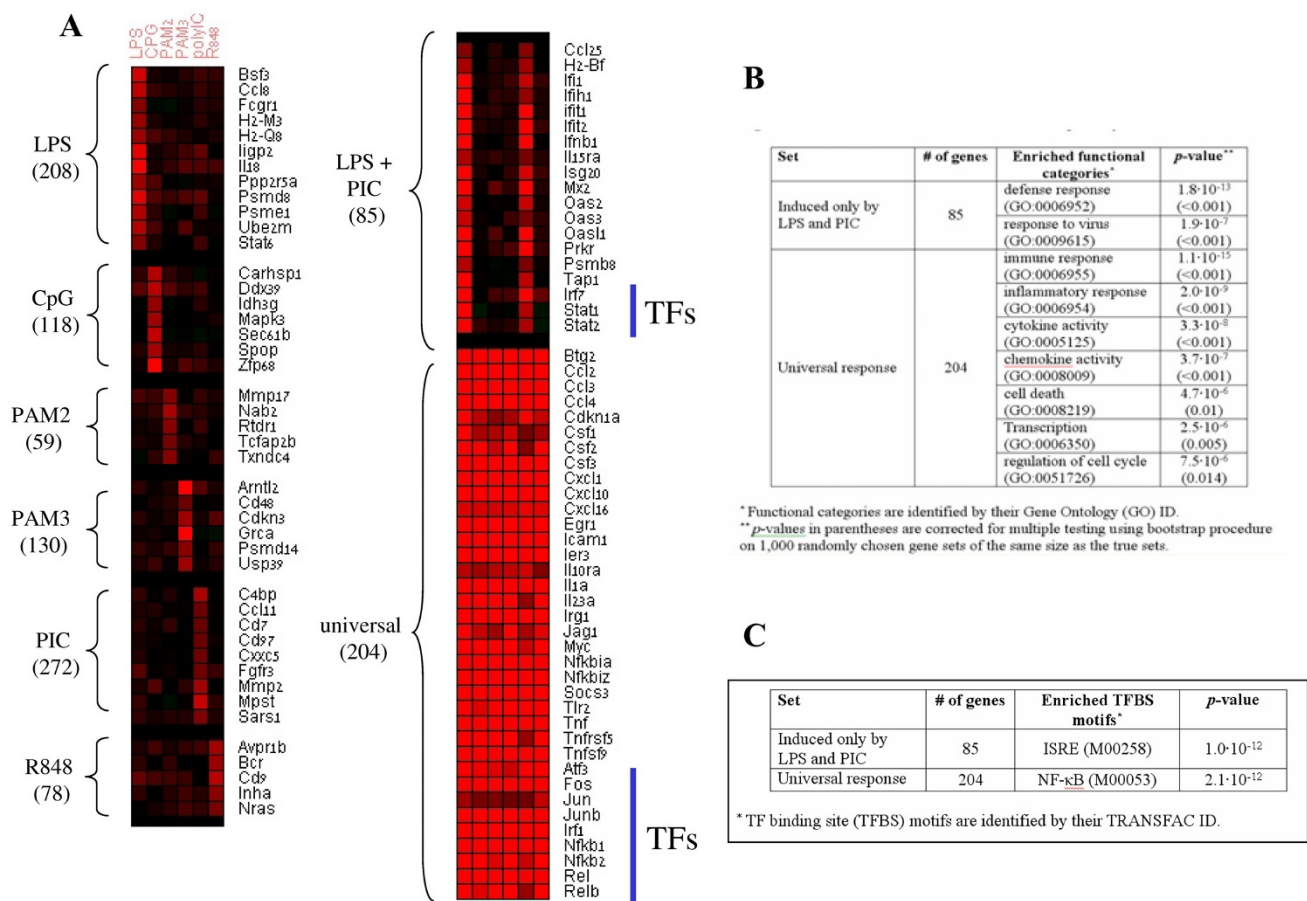 A
LPS
CPG
PAM2
PAM3
polyIC
R848
LPS
(208)
Bsf3
Ccl8
Fcgr1
H2-M3
H2-Q8
Iigp2
Il18
Ppp2r5a
Psmd8
Psme1
Ube2m
Stat6
CpG
(118)
Carhsp1
Ddx39
Idh3g
Mapk3
Sec61b
Spop
Zfp68
PAM2
(59)
Mmp17
Nab2
Rtdr1
Tcfap2b
Txndc4
PAM3
(130)
Arntl2
Cd48
Cdkn3
Grca
Psmd14
Usp39
PIC
(272)
C4bp
Ccl11
Cd7
Cd97
Cxxc5
Fgfr3
Mmp2
Mpst
Sars1
R848
(78)
Avpr1b
Bcr
Cd9
Inha
Nras
LPS +
PIC
(85)
Ccl25
H2-Bf
Ifi1
Ifih1
ifit1
Ifit2
Ifnb1
Il15ra
Isg20
Mx2
Oas2
Oas3
Oasl1
Prkr
Psmb8
Tap1
Irf7
Stat1
Stat2
TFs
universal
(204)
Btg2
Ccl2
Ccl3
Ccl4
Cdkn1a
Csf1
Csf2
Csf3
Cxcl1
Cxcl10
Cxcl16
Egr1
Icam1
Ier3
Il10ra
Il1a
Il23a
Irg1
Jag1
Myc
Nfkbia
Nfkbiz
Socs3
Tlr2
Tnf
Tnfrsf5
Tnfsf9
Atf3
Fos
Jun
Junb
Irf1
Nfkb1
Nfkb2
Rel
Relb
TFs
B
Set # of genes Enriched functional categories* p-value**
Induced only by LPS and PIC 85 defense response (GO:0006952) 1.8·10-13 (<0.001)
response to virus (GO:0009615) 1.9·10-7 (<0.001)
Universal response 204 immune response (GO:0006955) 1.1·10-15 (<0.001)
inflammatory response (GO:0006954) 2.0·10-9 (<0.001)
cytokine activity (GO:0005125) 3.3·10-8 (<0.001)
chemokine activity (GO:0008009) 3.7·10-7 (<0.001)
cell death (GO:0008219) 4.7·10-6 (0.01)
Transcription (GO:0006350) 2.5·10-6 (0.005)
regulation of cell cycle (GO:0051726) 7.5·10-6 (0.014)
* Functional categories are identified by their Gene Ontology (GO) ID.
** p-values in parentheses are corrected for multiple testing using bootstrap procedure
on 1,000 randomly chosen gene sets of the same size as the true sets.
C
Set # of genes Enriched TFBS motifs* p-value
Induced only by LPS and PIC 85 ISRE (M00258) 1.0·10-12
Universal response 204 NF-κB (M00053) 2.1·10-12
* TF binding site (TFBS) motifs are identified by their TRANSFAC ID.